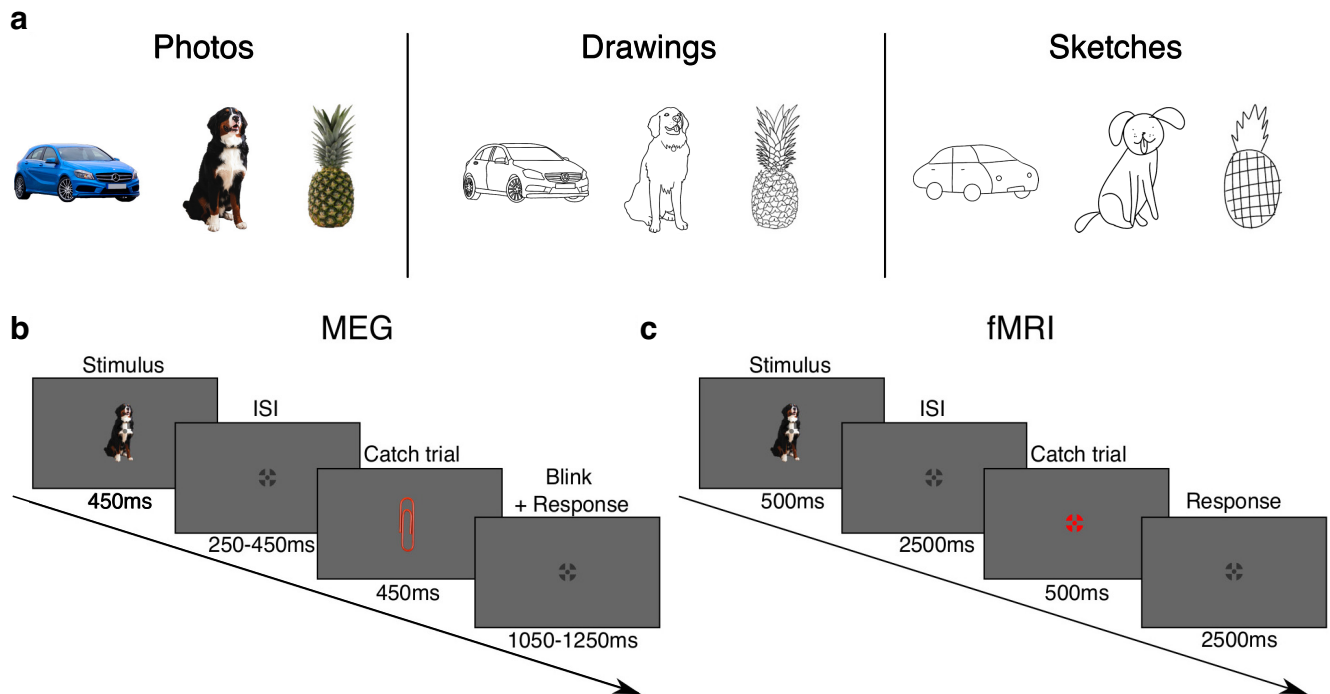 a
Photos
Drawings
Sketches
b
MEG
Stimulus
450ms
ISI
250-450ms
Catch trial
450ms
Blink
+ Response
1050-1250ms
c
fMRI
Stimulus
500ms
ISI
2500ms
Catch trial
500ms
Response
2500ms